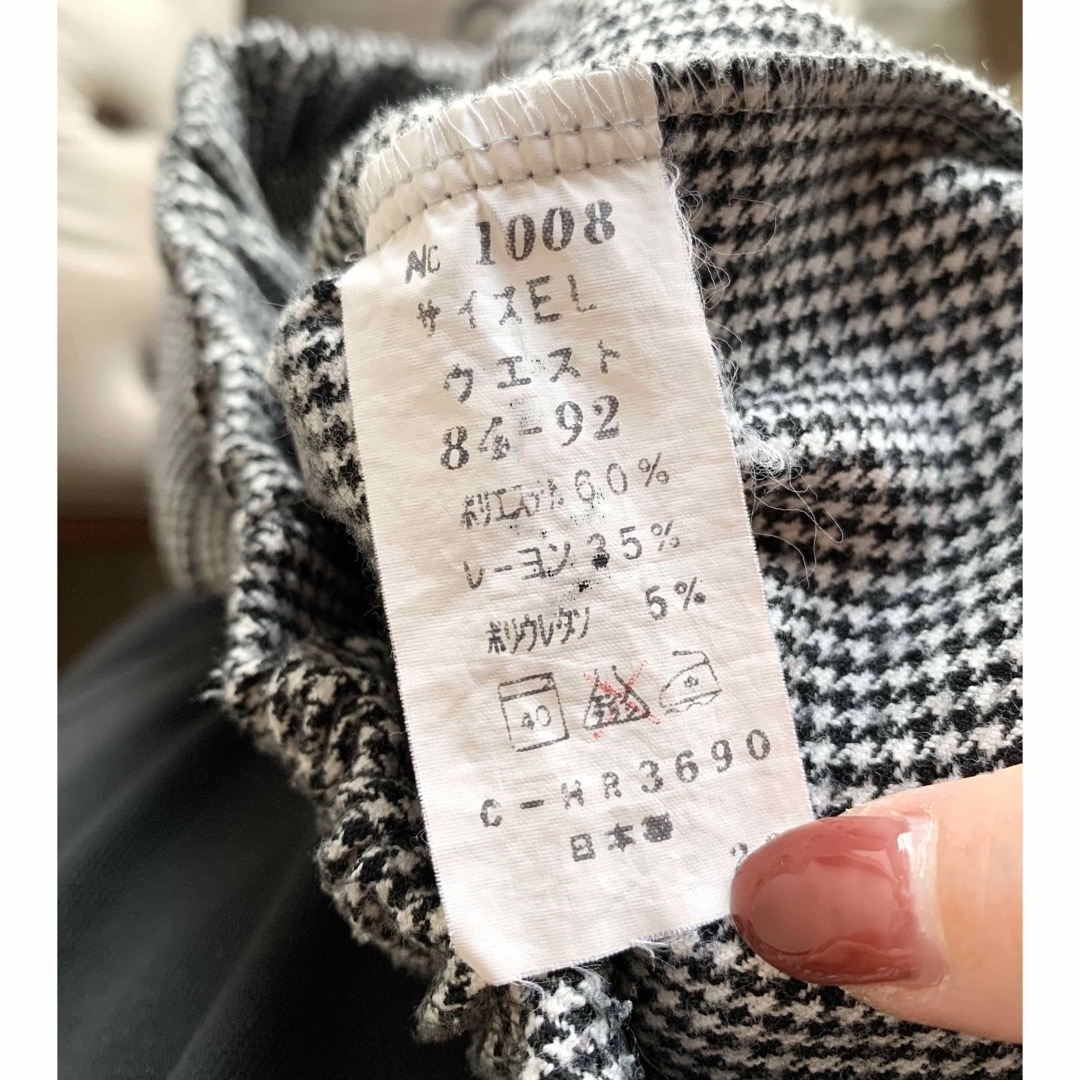 NO 1008
サイズEL
ウエスト
84-92
ポリエステル60%
レーヨン35%
ポリウレタン 5%
40
C-HR3690
日本製